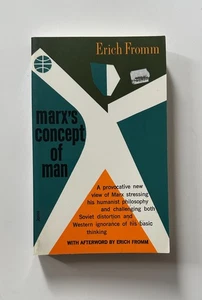 Erich Fromm
marx's
concept
of
man
A provocative new
view of Marx stressing
his humanist philosophy
and challenging both
Soviet distortion and
Western ignorance of his basic
thinking
WITH AFTERWORD BY ERICH FROMM